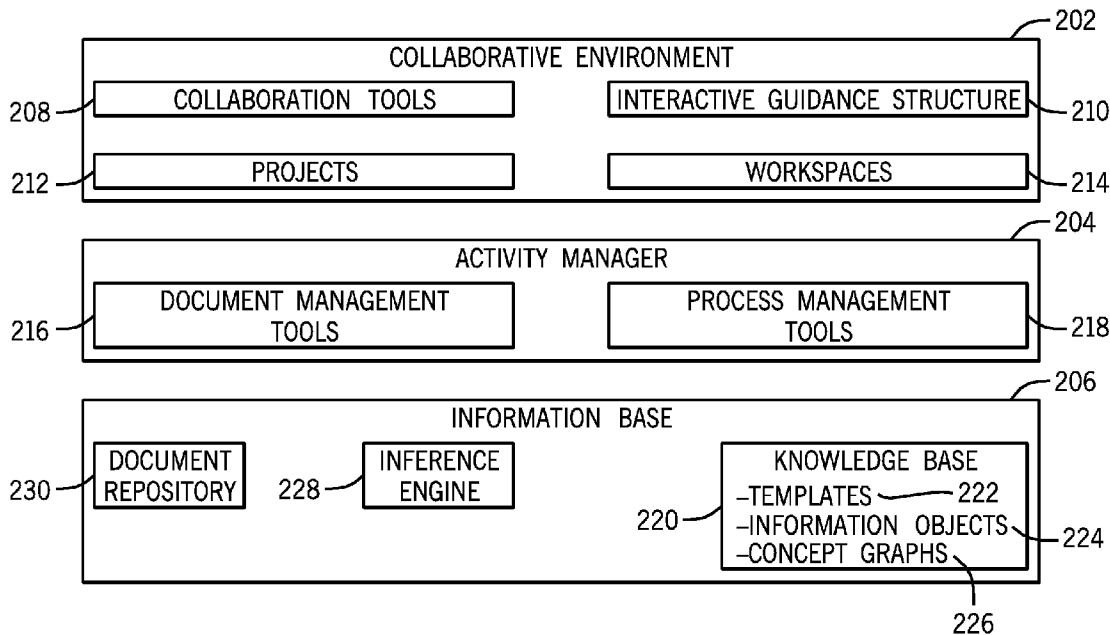 202
COLLABORATIVE ENVIRONMENT
208 COLLABORATION TOOLS INTERACTIVE GUIDANCE STRUCTURE 210
212 PROJECTS WORKSPACES 214
204
ACTIVITY MANAGER
DOCUMENT MANAGEMENT PROCESS MANAGEMENT
216 TOOLS TOOLS 218
206
INFORMATION BASE
DOCUMENT INFERENCE KNOWLEDGE BASE
230 REPOSITORY 228 ENGINE –TEMPLATES 222
220 –INFORMATION OBJECTS 224
–CONCEPT GRAPHS
226